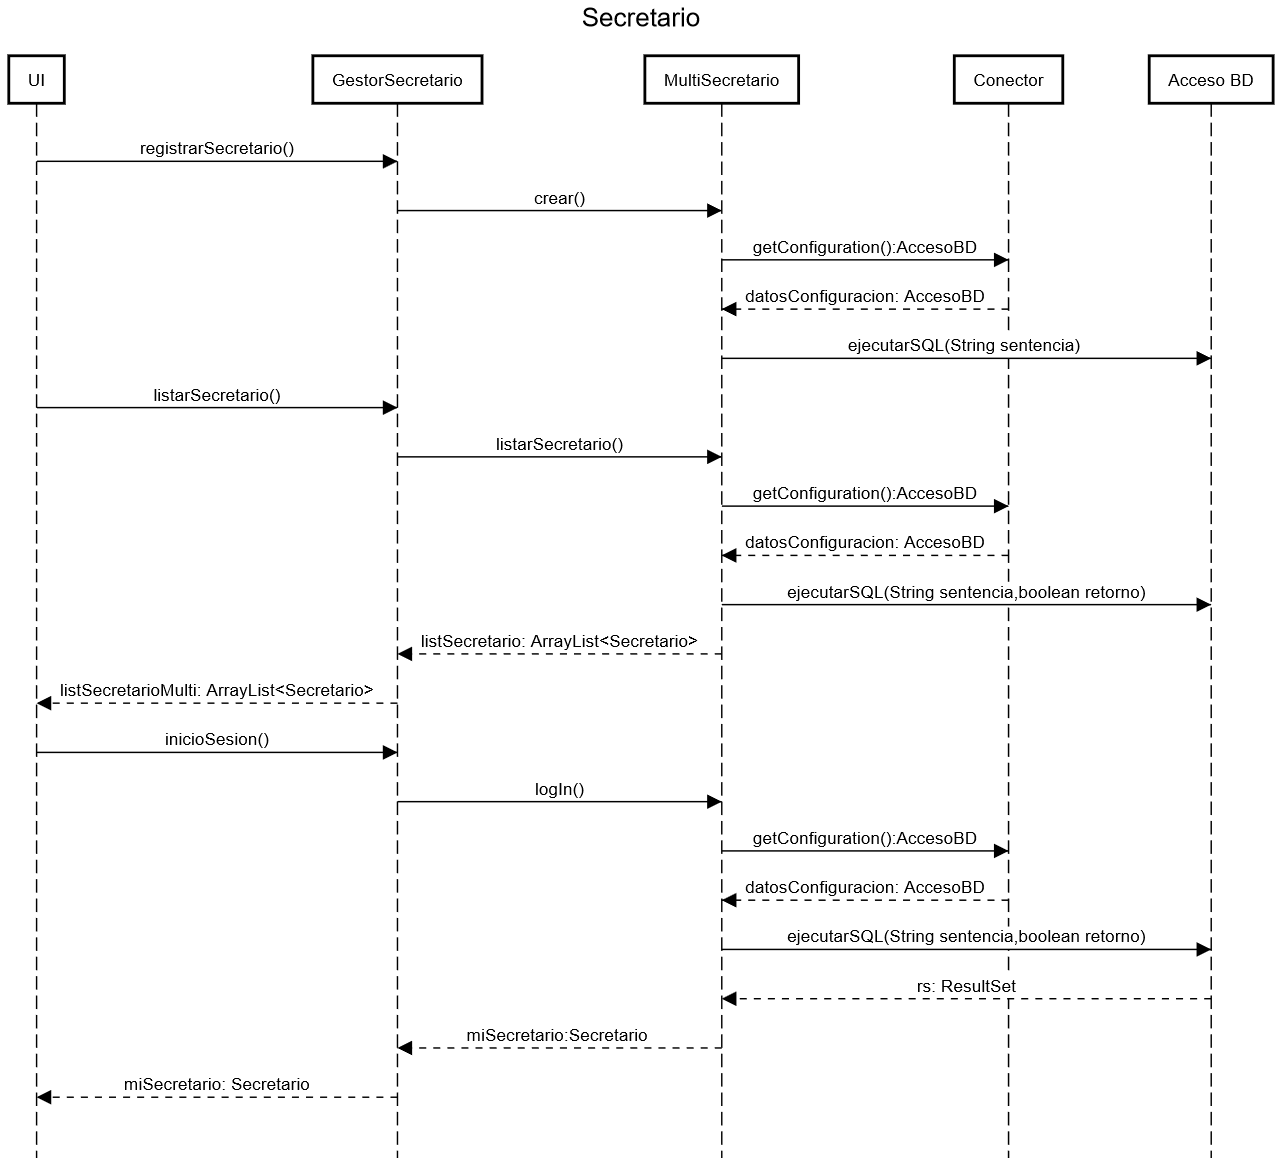 Secretario
UI
GestorSecretario
MultiSecretario
Conector
Acceso BD
registrarSecretario()
crear()
getConfiguration():AccesoBD
datosConfiguracion: AccesoBD
ejecutarSQL(String sentencia)
listarSecretario()
listarSecretario()
getConfiguration():AccesoBD
datosConfiguracion: AccesoBD
ejecutarSQL(String sentencia,boolean retorno)
listSecretario: ArrayList<Secretario>
listSecretarioMulti: ArrayList<Secretario>
inicioSesion()
logIn()
getConfiguration():AccesoBD
datosConfiguracion: AccesoBD
ejecutarSQL(String sentencia,boolean retorno)
rs: ResultSet
miSecretario:Secretario
miSecretario: Secretario